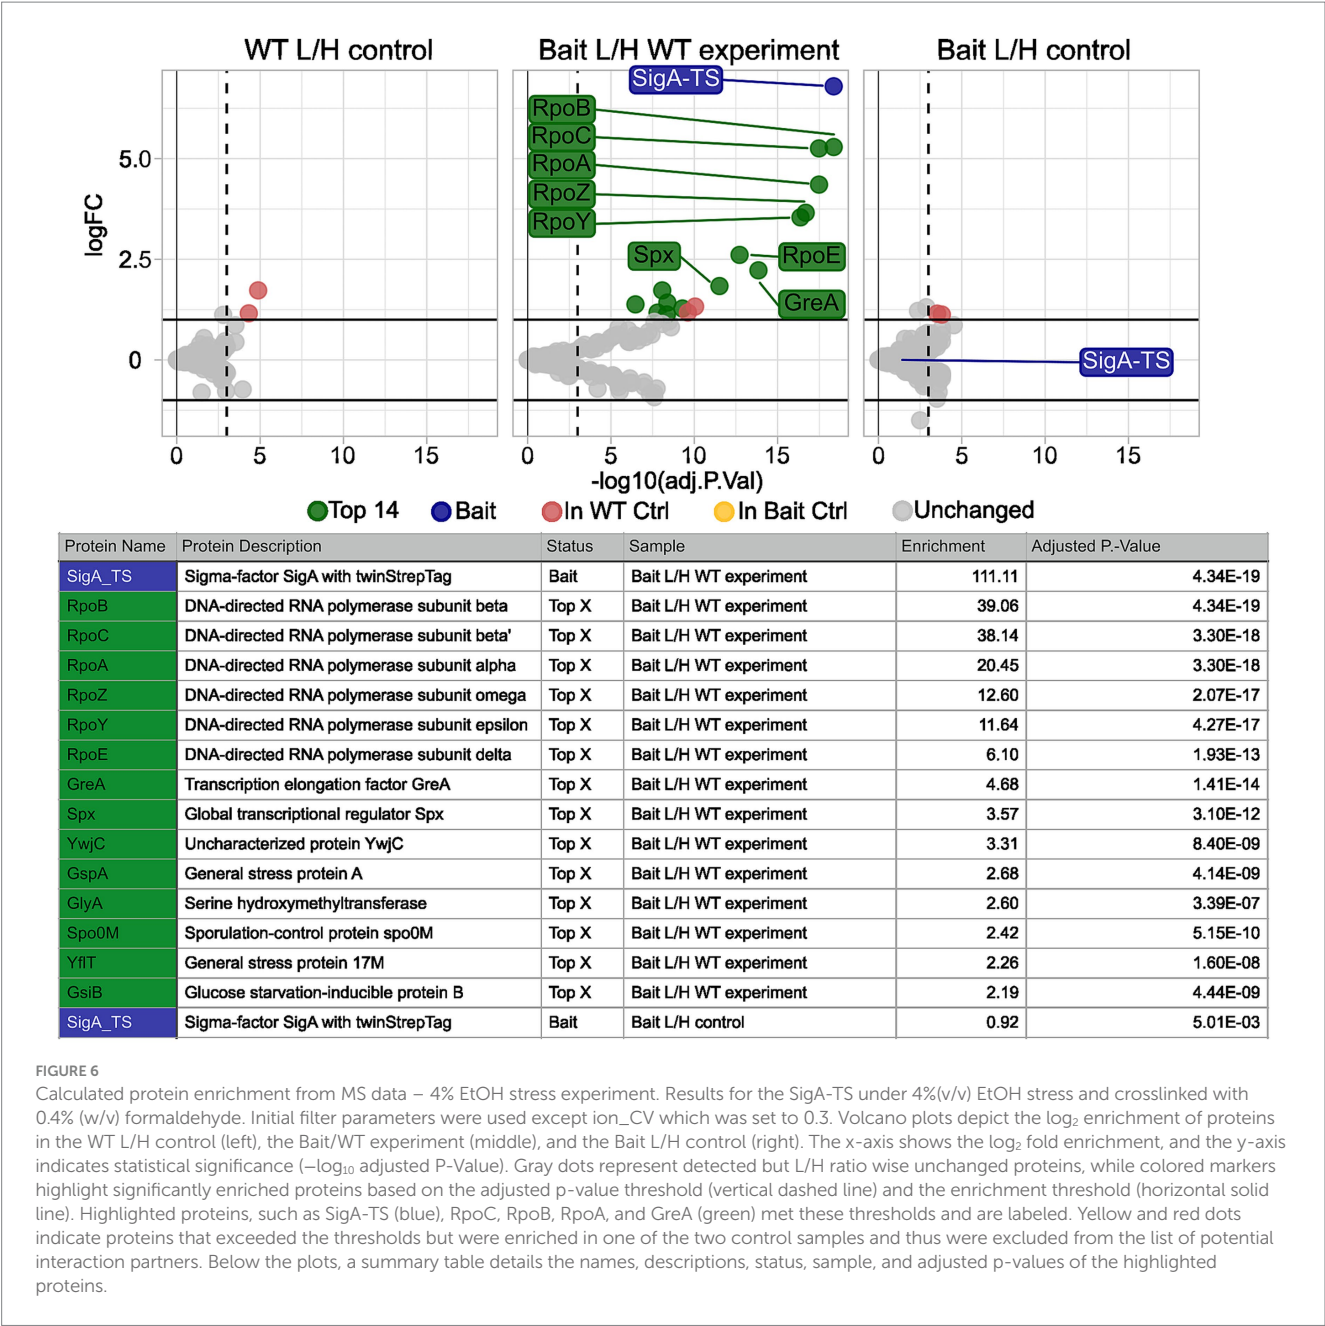 WT L/H control
Bait L/H WT experiment
Bait L/H control
SigA-TS
RpoB
RpoC
RpoA
RpoZ
RpoY
Spx
RpoE
GreA
SigA-TS
logFC
5.0
2.5
0
0 5 10 15
0 5 10 15
0 5 10 15
-log10(adj.P.Val)
Top 14 Bait In WT Ctrl In Bait Ctrl Unchanged
Protein Name Protein Description Status Sample Enrichment Adjusted P.-Value
SigA_TS Sigma-factor SigA with twinStrepTag Bait Bait L/H WT experiment 111.11 4.34E-19
RpoB DNA-directed RNA polymerase subunit beta Top X Bait L/H WT experiment 39.06 4.34E-19
RpoC DNA-directed RNA polymerase subunit beta' Top X Bait L/H WT experiment 38.14 3.30E-18
RpoA DNA-directed RNA polymerase subunit alpha Top X Bait L/H WT experiment 20.45 3.30E-18
RpoZ DNA-directed RNA polymerase subunit omega Top X Bait L/H WT experiment 12.60 2.07E-17
RpoY DNA-directed RNA polymerase subunit epsilon Top X Bait L/H WT experiment 11.64 4.27E-17
RpoE DNA-directed RNA polymerase subunit delta Top X Bait L/H WT experiment 6.10 1.93E-13
GreA Transcription elongation factor GreA Top X Bait L/H WT experiment 4.68 1.41E-14
Spx Global transcriptional regulator Spx Top X Bait L/H WT experiment 3.57 3.10E-12
YwjC Uncharacterized protein YwjC Top X Bait L/H WT experiment 3.31 8.40E-09
GspA General stress protein A Top X Bait L/H WT experiment 2.68 4.14E-09
GlyA Serine hydroxymethyltransferase Top X Bait L/H WT experiment 2.60 3.39E-07
Spo0M Sporulation-control protein spo0M Top X Bait L/H WT experiment 2.42 5.15E-10
YflT General stress protein 17M Top X Bait L/H WT experiment 2.26 1.60E-08
GsiB Glucose starvation-inducible protein B Top X Bait L/H WT experiment 2.19 4.44E-09
SigA_TS Sigma-factor SigA with twinStrepTag Bait Bait L/H control 0.92 5.01E-03
FIGURE 6
Calculated protein enrichment from MS data – 4% EtOH stress experiment. Results for the SigA-TS under 4%(v/v) EtOH stress and crosslinked with
0.4% (w/v) formaldehyde. Initial filter parameters were used except ion_CV which was set to 0.3. Volcano plots depict the log₂ enrichment of proteins
in the WT L/H control (left), the Bait/WT experiment (middle), and the Bait L/H control (right). The x-axis shows the log₂ fold enrichment, and the y-axis
indicates statistical significance (−log₁₀ adjusted P-Value). Gray dots represent detected but L/H ratio wise unchanged proteins, while colored markers
highlight significantly enriched proteins based on the adjusted p-value threshold (vertical dashed line) and the enrichment threshold (horizontal solid
line). Highlighted proteins, such as SigA-TS (blue), RpoC, RpoB, RpoA, and GreA (green) met these thresholds and are labeled. Yellow and red dots
indicate proteins that exceeded the thresholds but were enriched in one of the two control samples and thus were excluded from the list of potential
interaction partners. Below the plots, a summary table details the names, descriptions, status, sample, and adjusted p-values of the highlighted
proteins.